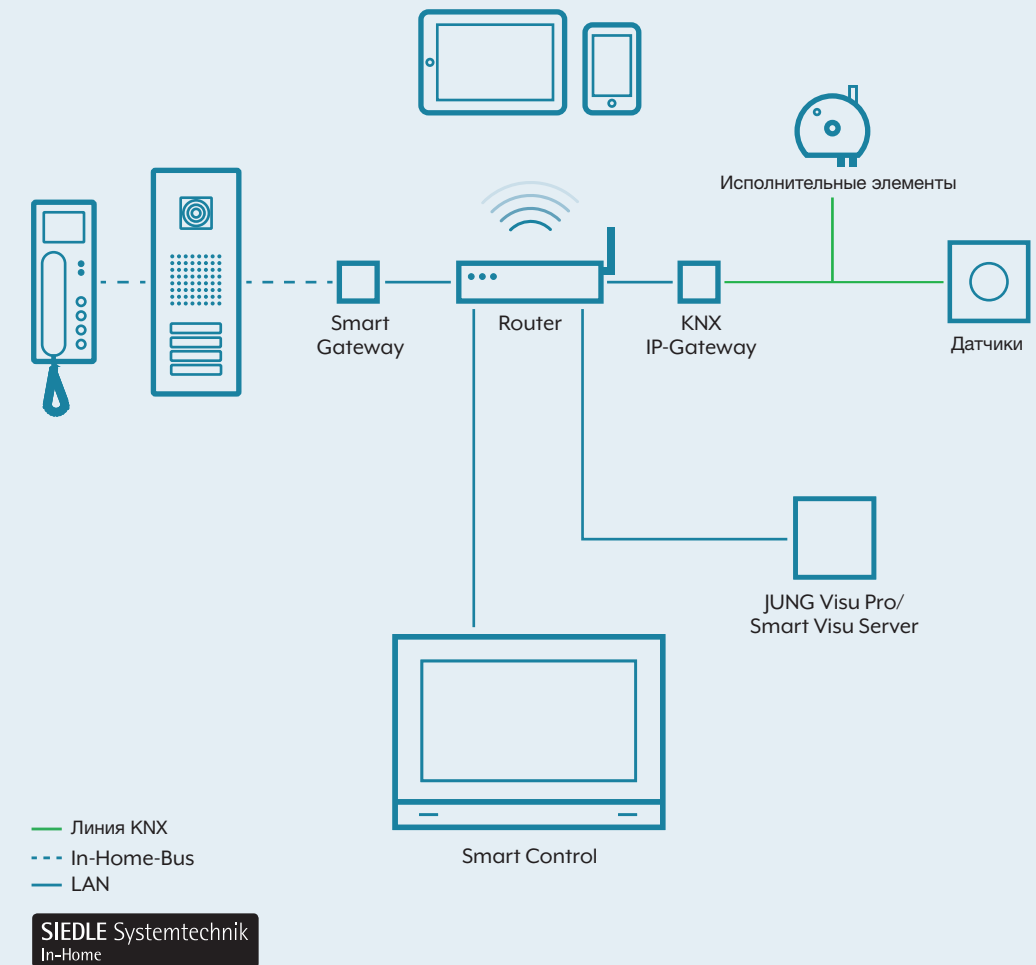 Исполнительные элементы
Smart
Gateway
Router
KNX
IP-Gateway
Датчики
JUNG Visu Pro/
Smart Visu Server
Smart Control
Линия KNX
In-Home-Bus
LAN
SIEDLE Systemtechnik
In-Home